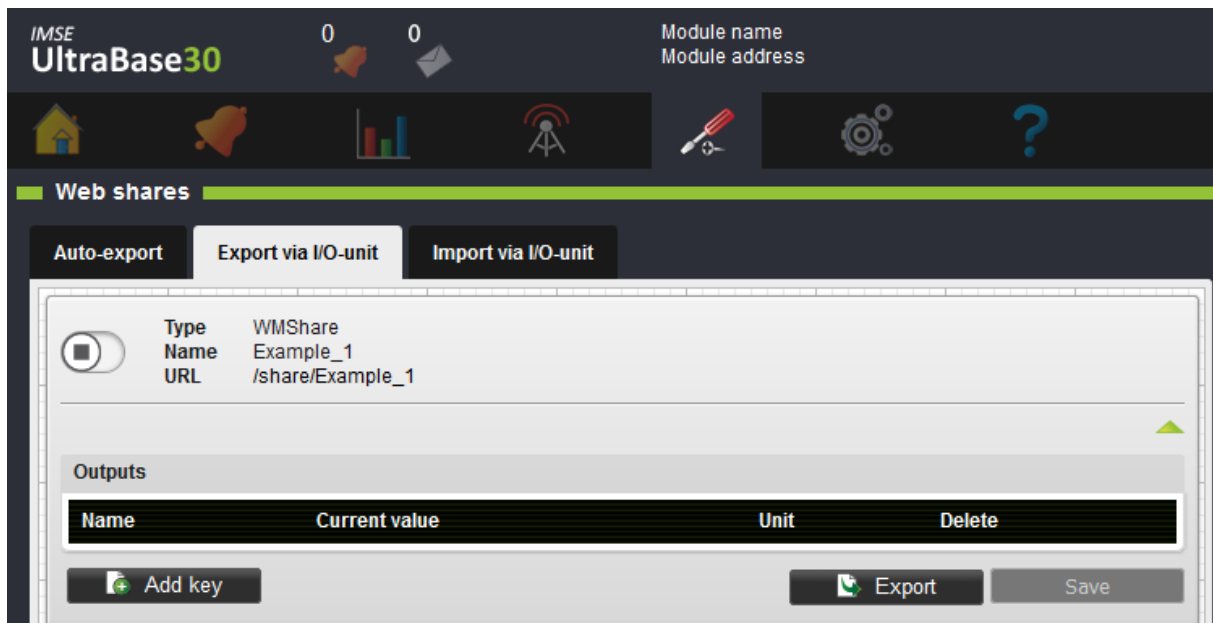 IMSE
UltraBase30
0 0
Module name
Module address
Web shares
Auto-export Export via I/O-unit Import via I/O-unit
Type WMShare
Name Example_1
URL /share/Example_1
Outputs
Name Current value Unit Delete
Add key Export Save